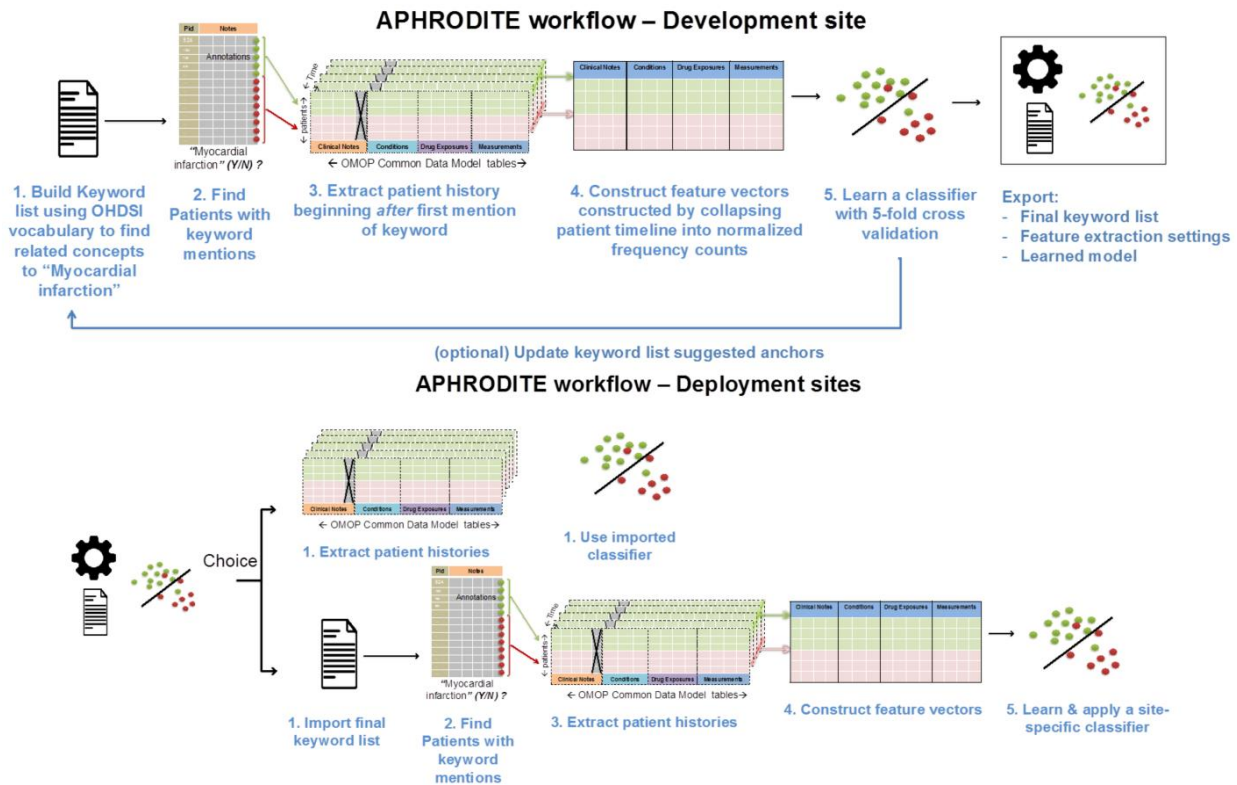 APHRODITE workflow – Development site
Pid Notes
Annotations
"Myocardial
infarction" (Y/N) ?
← Time
← patients →
Clinical Notes Conditions Drug Exposures Measurements
← OMOP Common Data Model tables→
Clinical Notes Conditions Drug Exposures Measurements
1. Build Keyword
list using OHDSI
vocabulary to find
related concepts
to "Myocardial
infarction"
2. Find
Patients with
keyword
mentions
3. Extract patient history
beginning after first mention
of keyword
4. Construct feature vectors
constructed by collapsing
patient timeline into normalized
frequency counts
5. Learn a classifier
with 5-fold cross
validation
Export:
- Final keyword list
- Feature extraction settings
- Learned model
(optional) Update keyword list suggested anchors
APHRODITE workflow – Deployment sites
Choice
Clinical Notes Conditions Drug Exposures Measurements
← OMOP Common Data Model tables→
1. Extract patient histories
1. Use imported
classifier
Pid Notes
Annotations
"Myocardial
infarction" (Y/N) ?
← Time
← patients →
Clinical Notes Conditions Drug Exposures Measurements
← OMOP Common Data Model tables→
Clinical Notes Conditions Drug Exposures Measurements
1. Import final
keyword list
2. Find
Patients with
keyword
mentions
3. Extract patient histories
4. Construct feature vectors
5. Learn & apply a site-
specific classifier